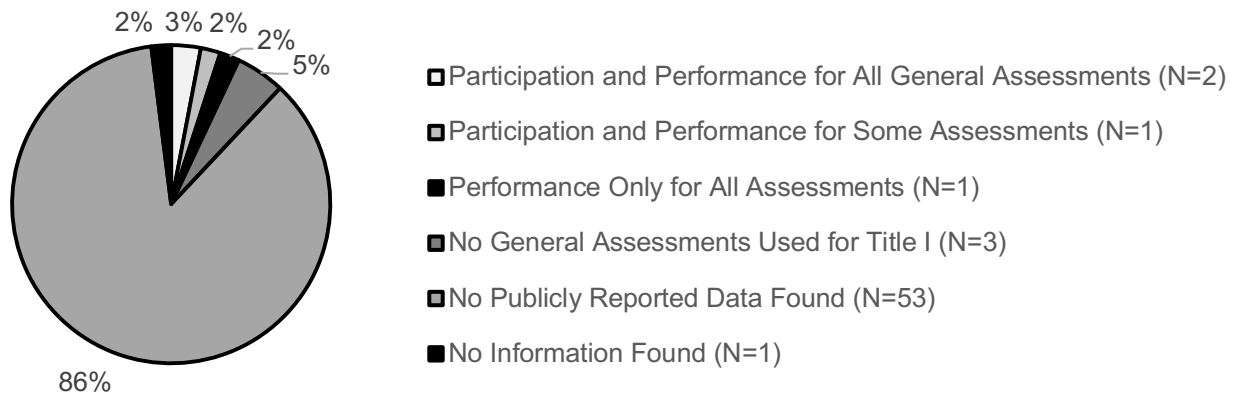 2% 3% 2%
2%
5%
86%
Participation and Performance for All General Assessments (N=2)
Participation and Performance for Some Assessments (N=1)
Performance Only for All Assessments (N=1)
No General Assessments Used for Title I (N=3)
No Publicly Reported Data Found (N=53)
No Information Found (N=1)